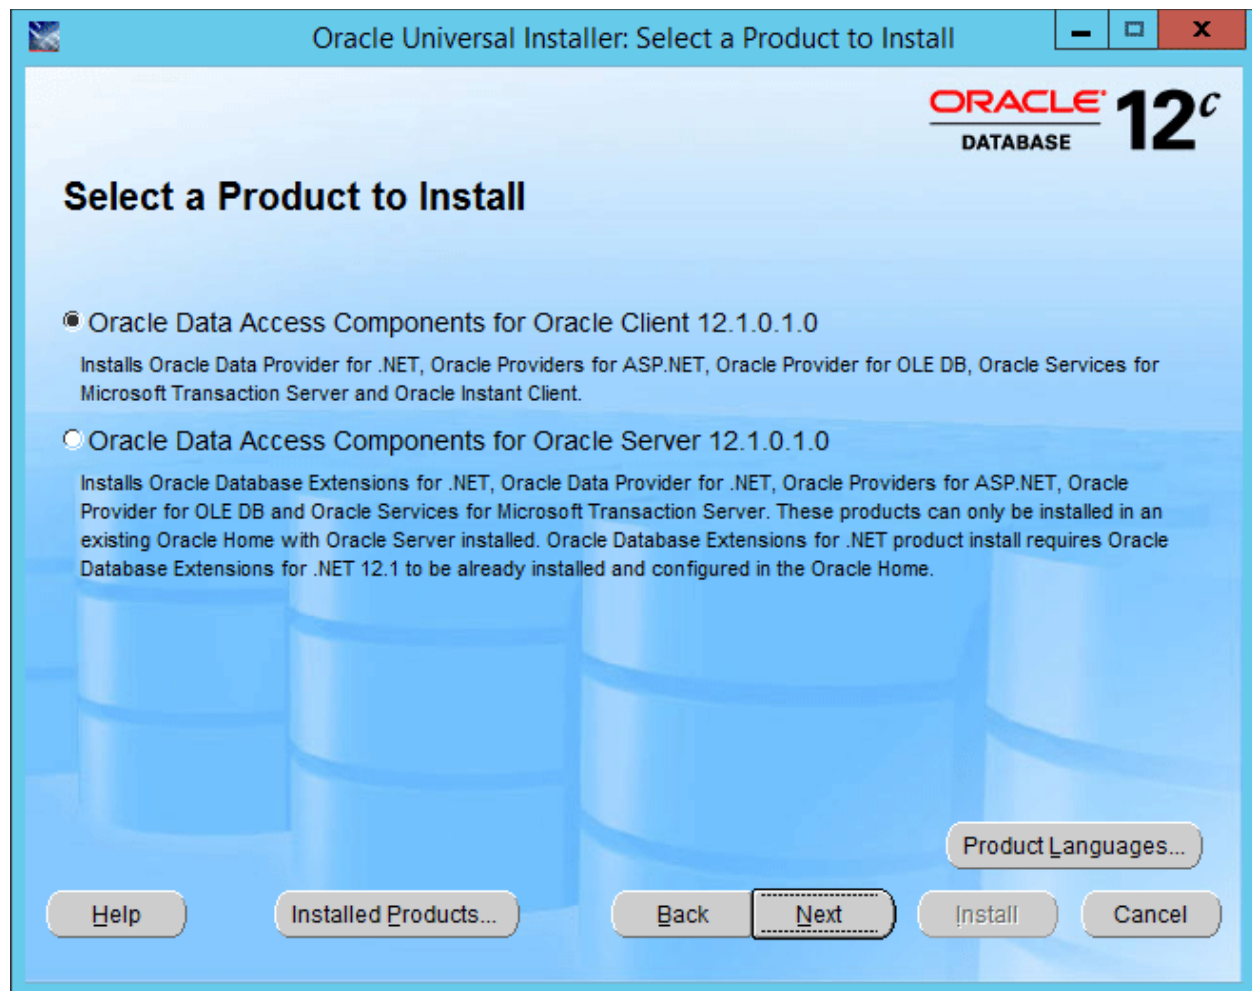 Oracle Universal Installer: Select a Product to Install
ORACLE
DATABASE
12c
Select a Product to Install
Oracle Data Access Components for Oracle Client 12.1.0.1.0
Installs Oracle Data Provider for .NET, Oracle Providers for ASP.NET, Oracle Provider for OLE DB, Oracle Services for
Microsoft Transaction Server and Oracle Instant Client.
Oracle Data Access Components for Oracle Server 12.1.0.1.0
Installs Oracle Database Extensions for .NET, Oracle Data Provider for .NET, Oracle Providers for ASP.NET, Oracle
Provider for OLE DB and Oracle Services for Microsoft Transaction Server. These products can only be installed in an
existing Oracle Home with Oracle Server installed. Oracle Database Extensions for .NET product install requires Oracle
Database Extensions for .NET 12.1 to be already installed and configured in the Oracle Home.
Product Languages...
Help
Installed Products...
Back
Next
Install
Cancel